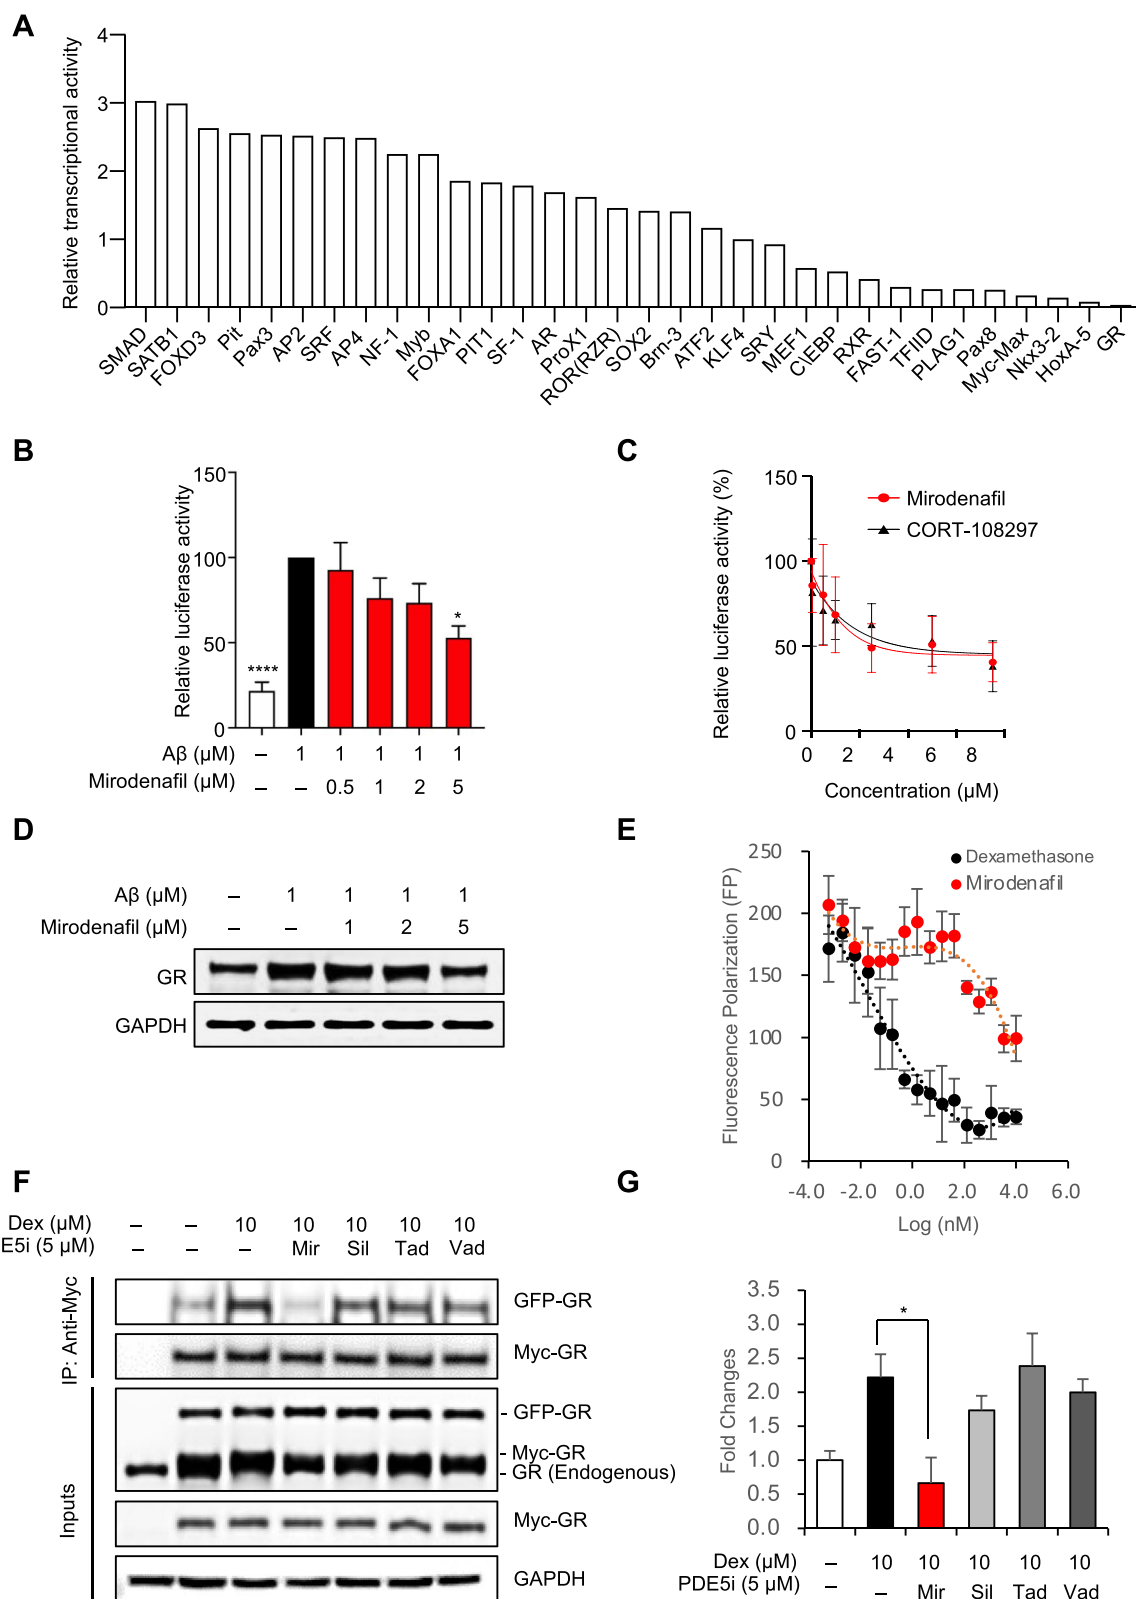 A
Relative transcriptional activity
4
3
2
1
0
SMAD
SATB1
FOXD3
Pit
Pax3
AP2
SRF
AP4
NF-1
Myb
FOXA1
PIT1
SF-1
AR
ProX1
ROR(RZR)
SOX2
Brn-3
ATF2
KLF4
SRY
MEF1
CIEBP
RXR
FAST-1
TFIID
PLAG1
Pax8
Myc-Max
Nkx3-2
HoxA-5
GR
B
Relative luciferase activity
150
100
50
0
****
*
Aβ (μM) – 1 1 1 1 1
Mirodenafil (μM) – – 0.5 1 2 5
C
Relative luciferase activity (%)
150
100
50
0
Mirodenafil
CORT-108297
0 2 4 6 8
Concentration (μM)
D
Aβ (μM) – 1 1 1 1
Mirodenafil (μM) – – 1 2 5
GR
GAPDH
E
Fluorescence Polarization (FP)
250
200
150
100
50
0
Dexamethasone
Mirodenafil
-4.0 -2.0 0.0 2.0 4.0 6.0
Log (nM)
F
Dex (μM) – – 10 10 10 10 10
E5i (5 μM) – – – Mir Sil Tad Vad
IP: Anti-Myc
GFP-GR
Myc-GR
Inputs
- GFP-GR
Myc-GR
GR (Endogenous)
Myc-GR
GAPDH
G
Fold Changes
3.5
3.0
2.5
2.0
1.5
1.0
0.5
0.0
*
Dex (μM) – 10 10 10 10 10
PDE5i (5 μM) – – Mir Sil Tad Vad